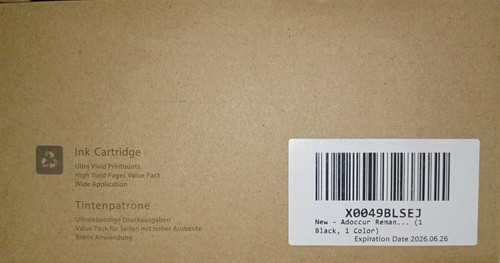 Ink Cartridge
Ultra Vivid Printounts
High Yield Pages Value Pack
Wide Application
Tintenpatrone
Ultralebendige Druckausgaben
Value Pack für Seiten mit hoher Ausbeute
Breite Anwendung
X0049BLSEJ
New - Adoccur Reman... (1
Black, 1 Color)
Expiration Date:2026.06.26